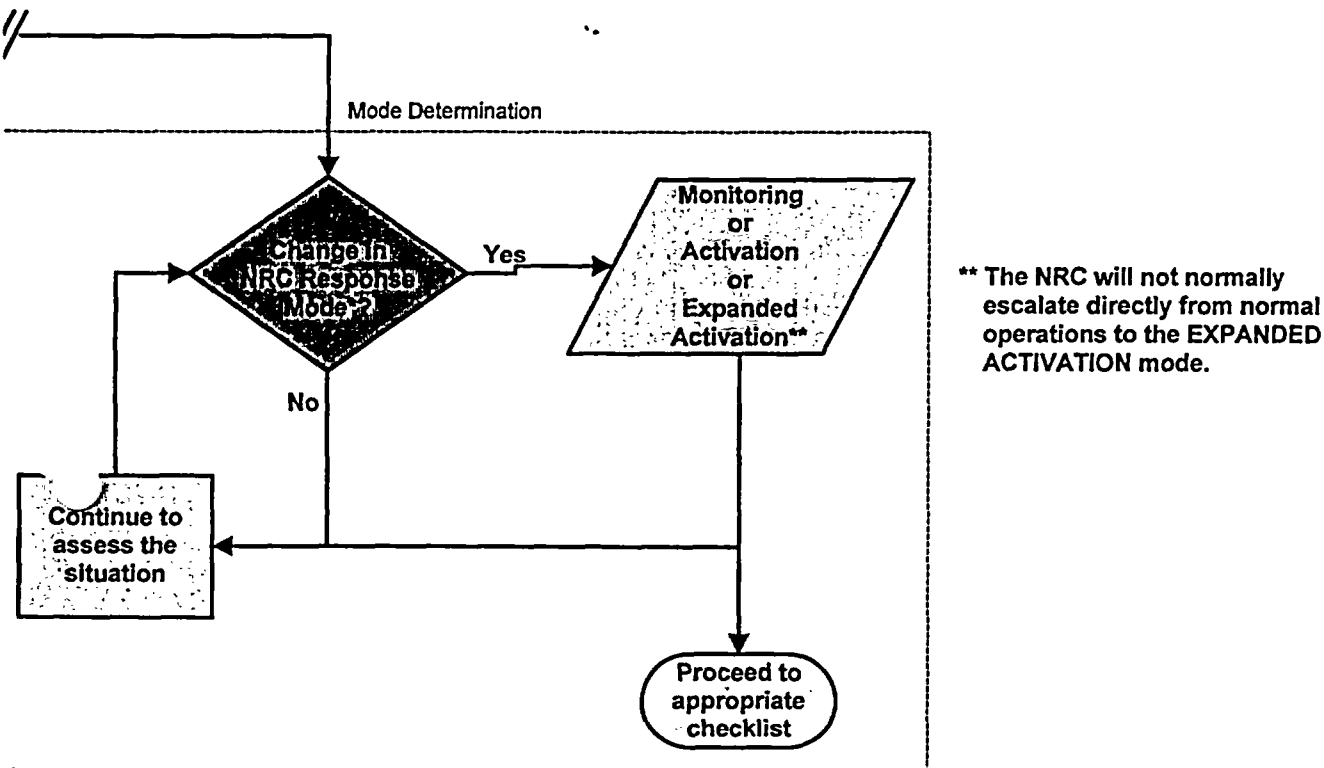 Mode Determination
Change in
NRC Response
Mode*?
Yes
No
Monitoring
or
Activation
or
Expanded
Activation**
** The NRC will not normally
escalate directly from normal
operations to the EXPANDED
ACTIVATION mode.
Continue to
assess the
situation
Proceed to
appropriate
checklist